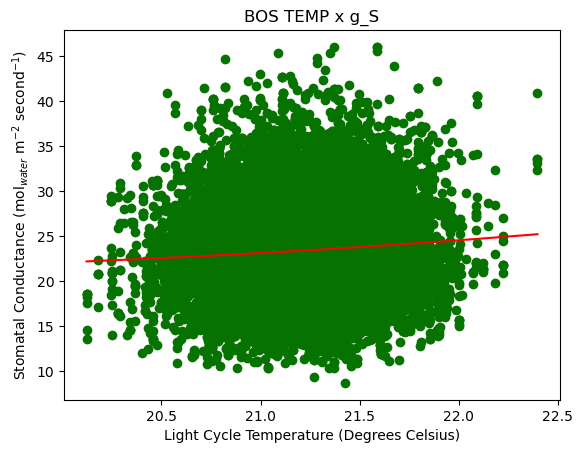 BOS TEMP x g_S
45
40
35
30
25
20
15
10
Stomatal Conductance (mol_water m⁻² second⁻¹)
20.5 21.0 21.5 22.0 22.5
Light Cycle Temperature (Degrees Celsius)